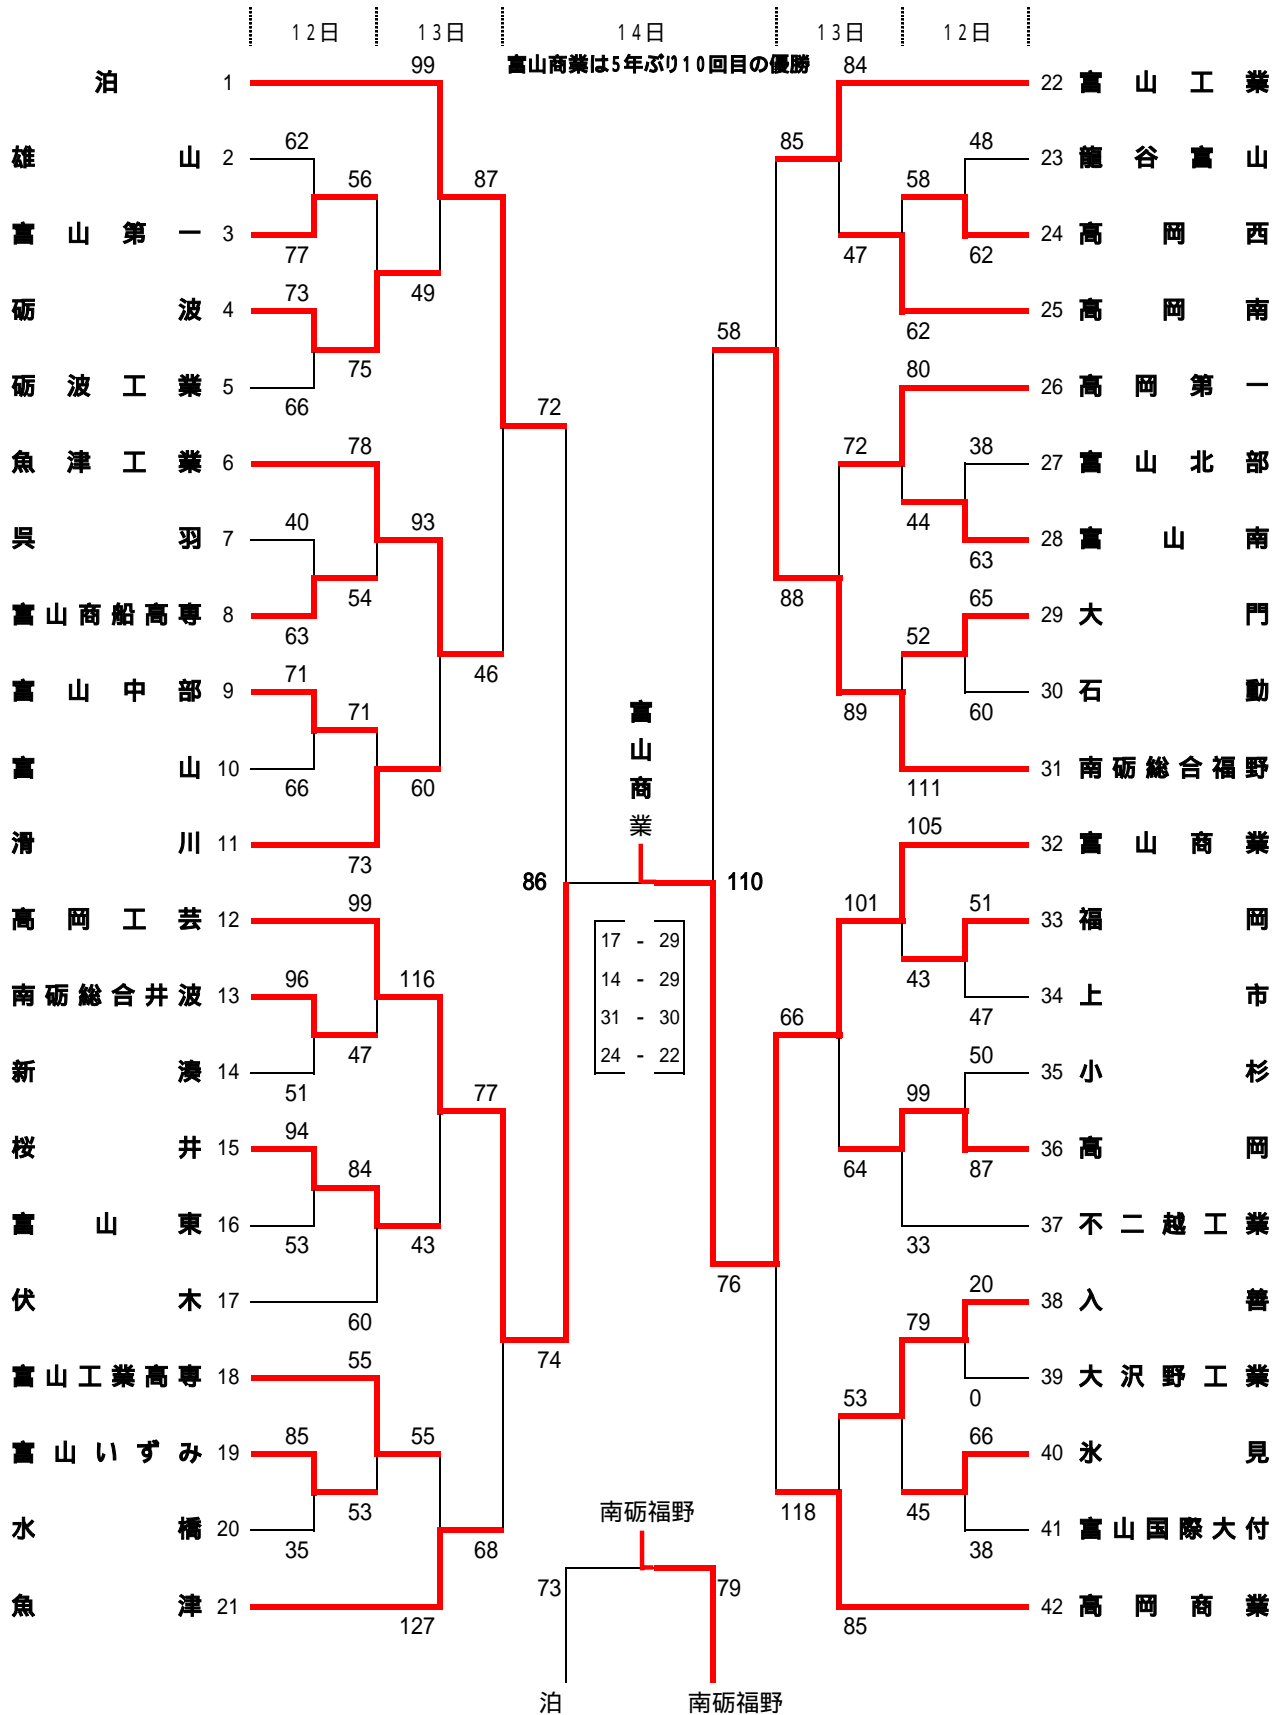 12日 13日 14日 13日 12日
富山商業は5年ぶり10回目の優勝
99 84
泊 1 22 富山工業
62 85 48
雄山 2 23 龍谷富山
56 87 58
富山第一 3 24 高岡西
77 47 62
73 49
砺波 4 25 高岡南
58 62
75 80
砺波工業 5 26 高岡第一
66 72
78 72 38
魚津工業 6 27 富山北部
40 93 44
呉羽 7 28 富山南
54 63
88 65
富山商船高専 8 29 大門
63 52
71 46
富山中部 9 30 石動
71 89 60
富山 10 31 南砺総合福野
66 60 111
105
滑川 11 32 富山商業
73
富山商業
86 110
99 101 51
高岡工芸 12 33 福岡
17 - 29
96 116 14 - 29 43
南砺総合井波 13 34 上市
31 - 30 66 47
47 24 - 22 50
新湊 14 35 小杉
51 77 99
94
桜井 15 36 高岡
84 64 87
富山東 16 37 不二越工業
53 43 33
76 20
伏木 17 38 入善
60 79
55 74
富山工業高専 18 39 大沢野工業
53 0
85 55 66
富山いずみ 19 40 氷見
53 南砺福野 118 45
水橋 20 41 富山国際大付
35 68 38
73 79
魚津 21 42 高岡商業
127 85
泊 南砺福野